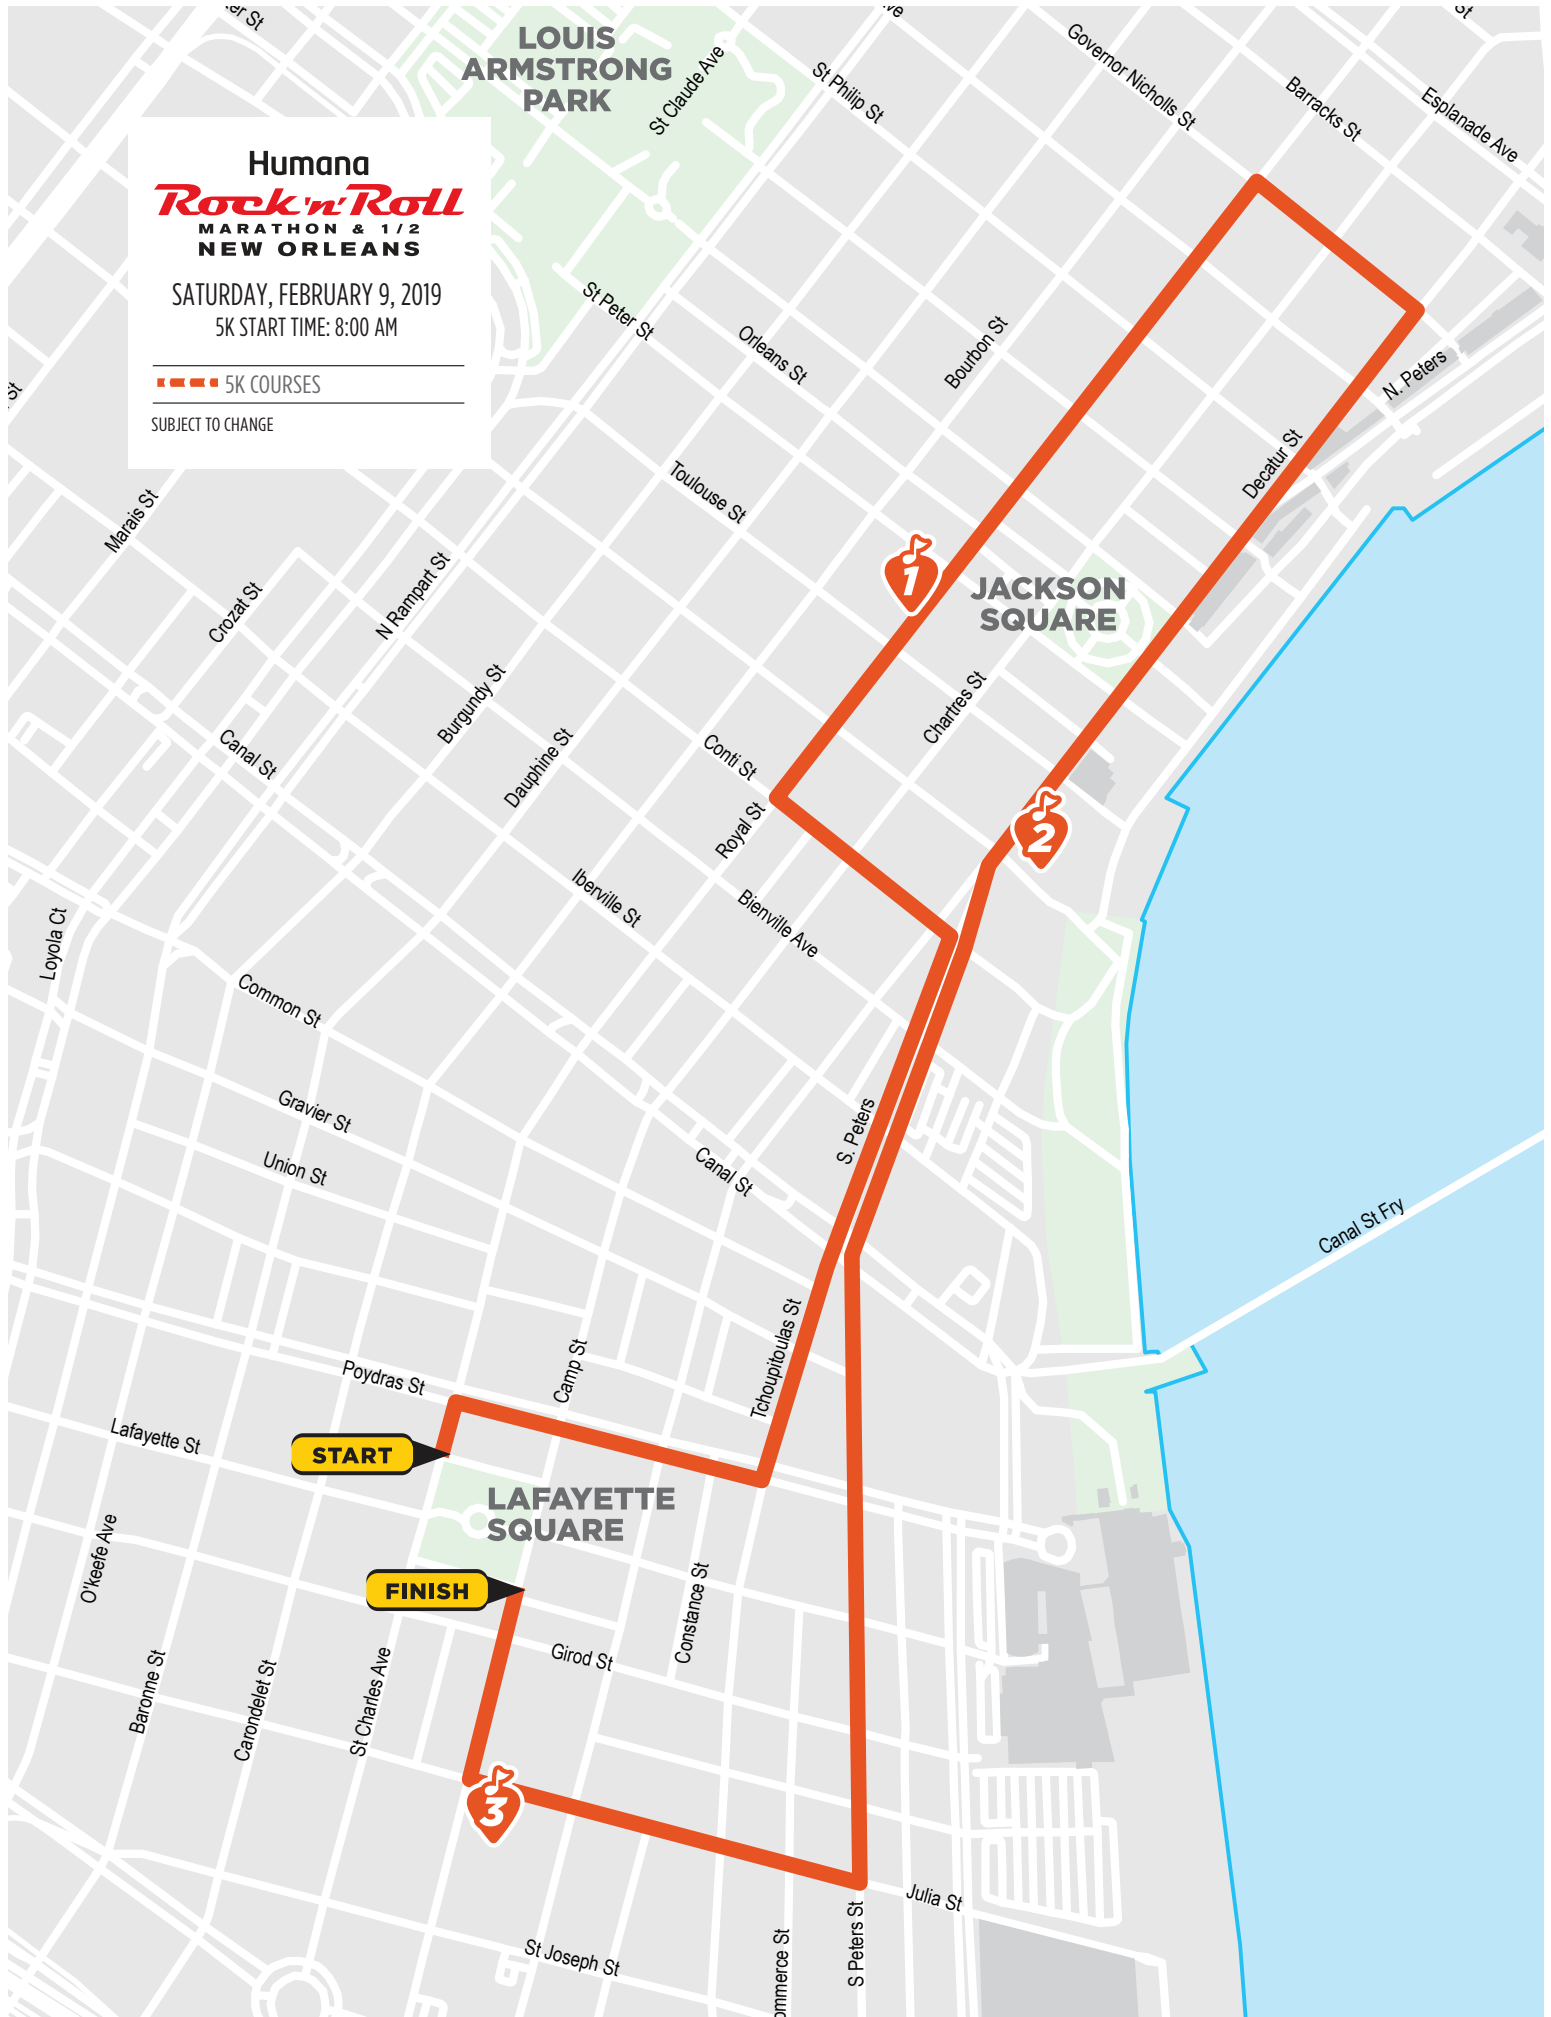 LOUIS
ARMSTRONG
PARK
St Claude Ave
St Philip St
Governor Nicholls St
Barracks St
Esplanade Ave
Humana
Rock 'n' Roll
MARATHON & 1/2
NEW ORLEANS
SATURDAY, FEBRUARY 9, 2019
5K START TIME: 8:00 AM
5K COURSES
SUBJECT TO CHANGE
St Peter St
Orleans St
Bourbon St
N. Peters
Decatur St
Toulouse St
Marais St
N Rampart St
Crozat St
1
JACKSON
SQUARE
Burgundy St
Chartres St
Canal St
Dauphine St
Conti St
Royal St
2
Iberville St
Bienville Ave
Loyola Ct
Common St
Gravier St
Union St
S. Peters
Canal St
Canal St Fry
Tchoupitoulas St
Camp St
Poydras St
Lafayette St
START
LAFAYETTE
SQUARE
O'keefe Ave
FINISH
Constance St
Girod St
Baronne St
Carondelet St
St Charles Ave
3
Julia St
S Peters St
St Joseph St
ommerce St